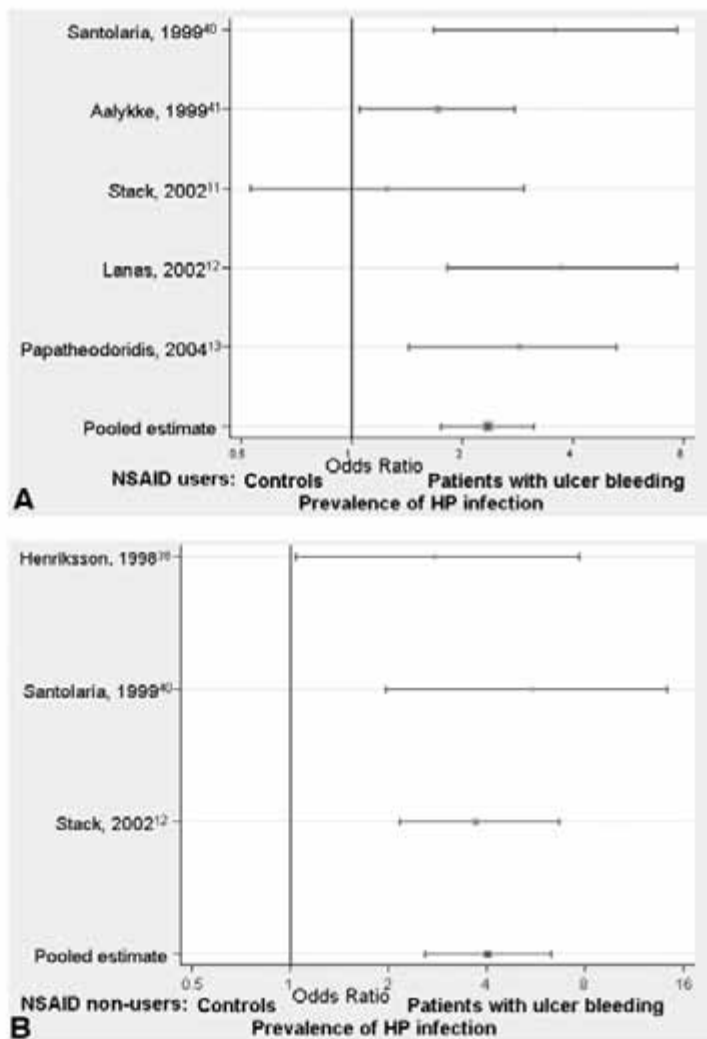 Santolaria, 1999⁴⁰
Aalykke, 1999⁴¹
Stack, 2002¹¹
Lanas, 2002¹²
Papatheodoridis, 2004¹³
Pooled estimate
0.5 1 2 4 8
Odds Ratio
NSAID users: Controls Patients with ulcer bleeding
A Prevalence of HP infection
Henriksson, 1998
Santolaria, 1999⁴⁰
Stack, 2002¹²
Pooled estimate
0.5 1 2 4 8 16
Odds Ratio
NSAID non-users: Controls Patients with ulcer bleeding
B Prevalence of HP infection